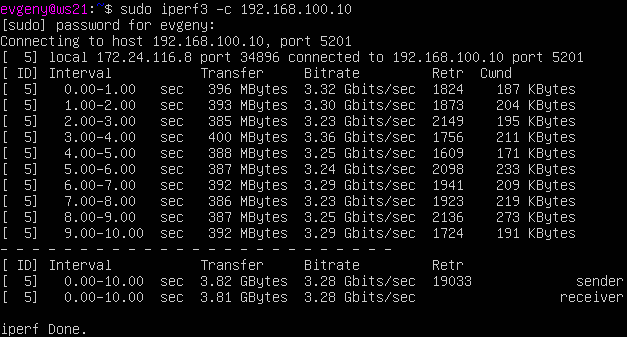 evgeny@ws21:~$ sudo iperf3 -c 192.168.100.10
[sudo] password for evgeny:
Connecting to host 192.168.100.10, port 5201
[  5] local 172.24.116.8 port 34896 connected to 192.168.100.10 port 5201
[ ID] Interval           Transfer     Bitrate         Retr  Cwnd
[  5]   0.00-1.00   sec   396 MBytes  3.32 Gbits/sec  1824    187 KBytes
[  5]   1.00-2.00   sec   393 MBytes  3.30 Gbits/sec  1873    204 KBytes
[  5]   2.00-3.00   sec   385 MBytes  3.23 Gbits/sec  2149    195 KBytes
[  5]   3.00-4.00   sec   400 MBytes  3.36 Gbits/sec  1756    211 KBytes
[  5]   4.00-5.00   sec   388 MBytes  3.25 Gbits/sec  1609    171 KBytes
[  5]   5.00-6.00   sec   387 MBytes  3.24 Gbits/sec  2098    233 KBytes
[  5]   6.00-7.00   sec   392 MBytes  3.29 Gbits/sec  1941    209 KBytes
[  5]   7.00-8.00   sec   386 MBytes  3.23 Gbits/sec  1923    219 KBytes
[  5]   8.00-9.00   sec   387 MBytes  3.25 Gbits/sec  2136    273 KBytes
[  5]   9.00-10.00  sec   392 MBytes  3.29 Gbits/sec  1724    191 KBytes
- - - - - - - - - - - - - - - - - - - - - - - - -
[ ID] Interval           Transfer     Bitrate         Retr
[  5]   0.00-10.00  sec  3.82 GBytes  3.28 Gbits/sec  19033             sender
[  5]   0.00-10.00  sec  3.81 GBytes  3.28 Gbits/sec                  receiver
iperf Done.